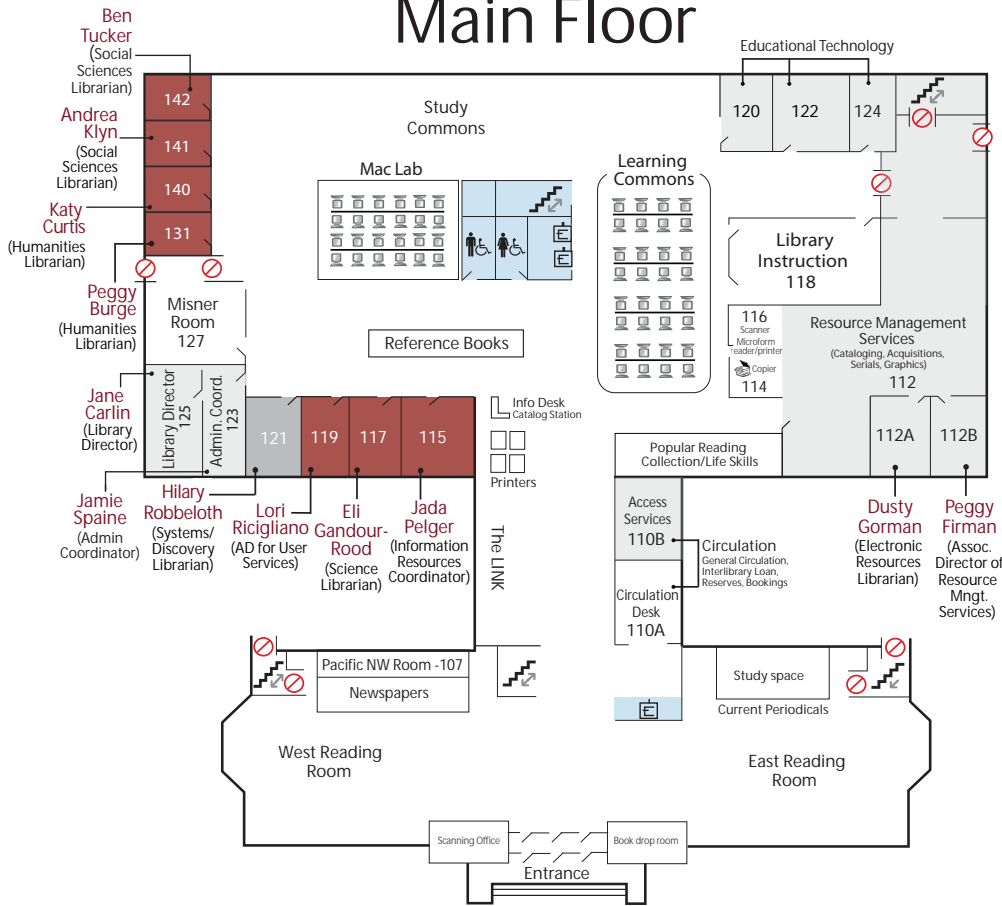 Main Floor
Ben
Tucker
(Social
Sciences
Librarian)
Andrea
Klyn
(Social
Sciences
Librarian)
Katy
Curtis
(Humanities
Librarian)
Peggy
Burge
(Humanities
Librarian)
Jane
Carlin
(Library
Director)
Jamie
Spaine
(Admin
Coordinator)
142
141
140
131
Misner
Room
127
Library Director
125
Admin. Coord.
123
121
119
117
115
Hilary
Robbeloth
(Systems/
Discovery
Librarian)
Lori
Ricigliano
(AD for User
Services)
Eli
Gandour-
Rood
(Science
Librarian)
Jada
Pelger
(Information
Resources
Coordinator)
Study
Commons
Mac Lab
Reference Books
Info Desk
Catalog Station
Printers
The LINK
Learning
Commons
Educational Technology
120
122
124
Library
Instruction
118
116
Scanner
Microform
reader/printer
Copier
114
Resource Management
Services
(Cataloging, Acquisitions,
Serials, Graphics)
112
112A
112B
Popular Reading
Collection/Life Skills
Access
Services
110B
Circulation
General Circulation,
Interlibrary Loan,
Reserves, Bookings
Circulation
Desk
110A
Dusty
Gorman
(Electronic
Resources
Librarian)
Peggy
Firman
(Assoc.
Director of
Resource
Mngt.
Services)
Pacific NW Room -107
Newspapers
West Reading
Room
E
E
E
Study space
Current Periodicals
East Reading
Room
Scanning Office
Book drop room
Entrance